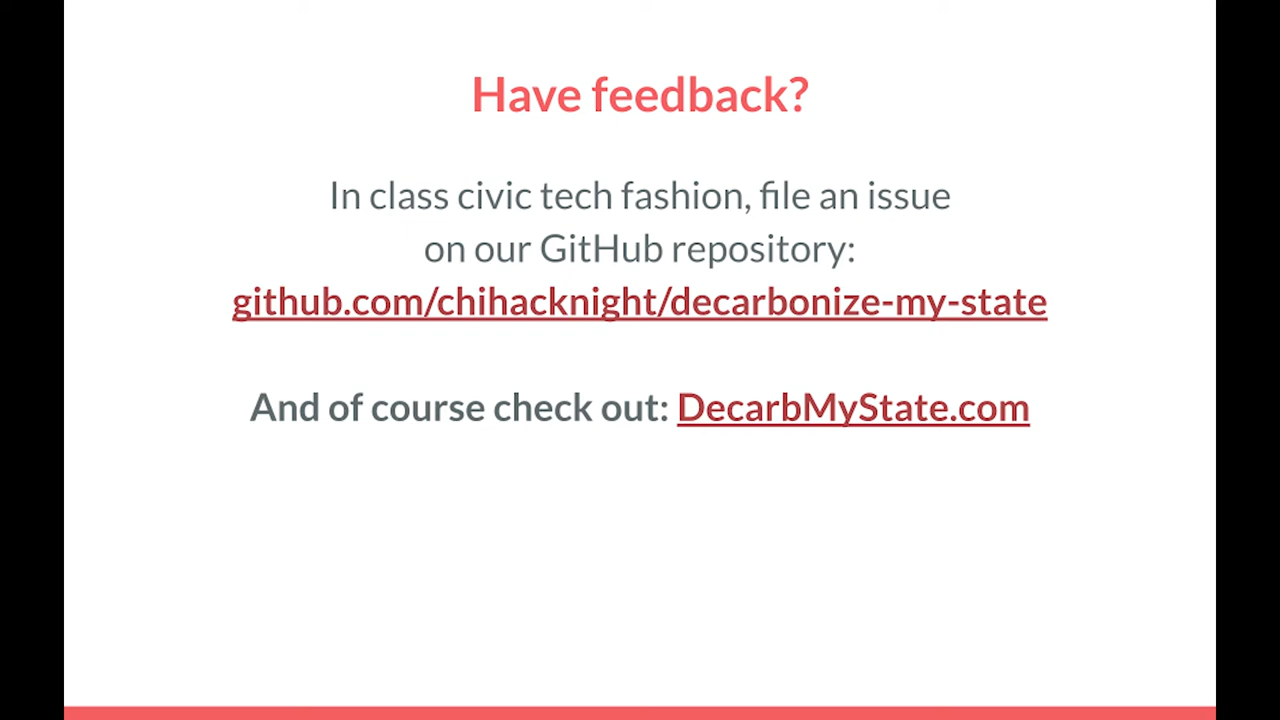 Have feedback?
In class civic tech fashion, file an issue
on our GitHub repository:
github.com/chihacknight/decarbonize-my-state
And of course check out: DecarbMyState.com